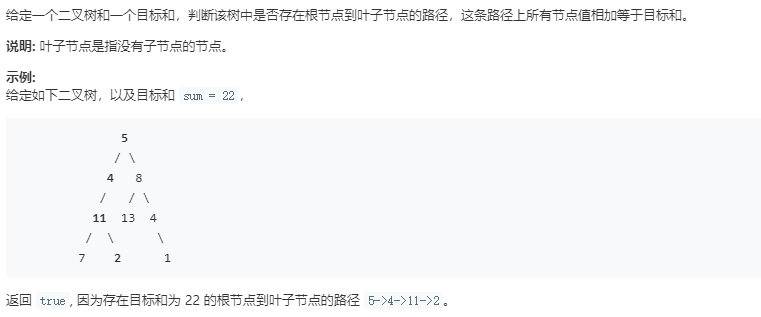 给定一个二叉树和一个目标和，判断该树中是否存在根节点到叶子节点的路径，这条路径上所有节点值相加等于目标和。
说明: 叶子节点是指没有子节点的节点。
示例:
给定如下二叉树，以及目标和 sum = 22，
5
/ \
4 8
/ / \
11 13 4
/ \ \
7 2 1
返回 true, 因为存在目标和为 22 的根节点到叶子节点的路径 5->4->11->2。